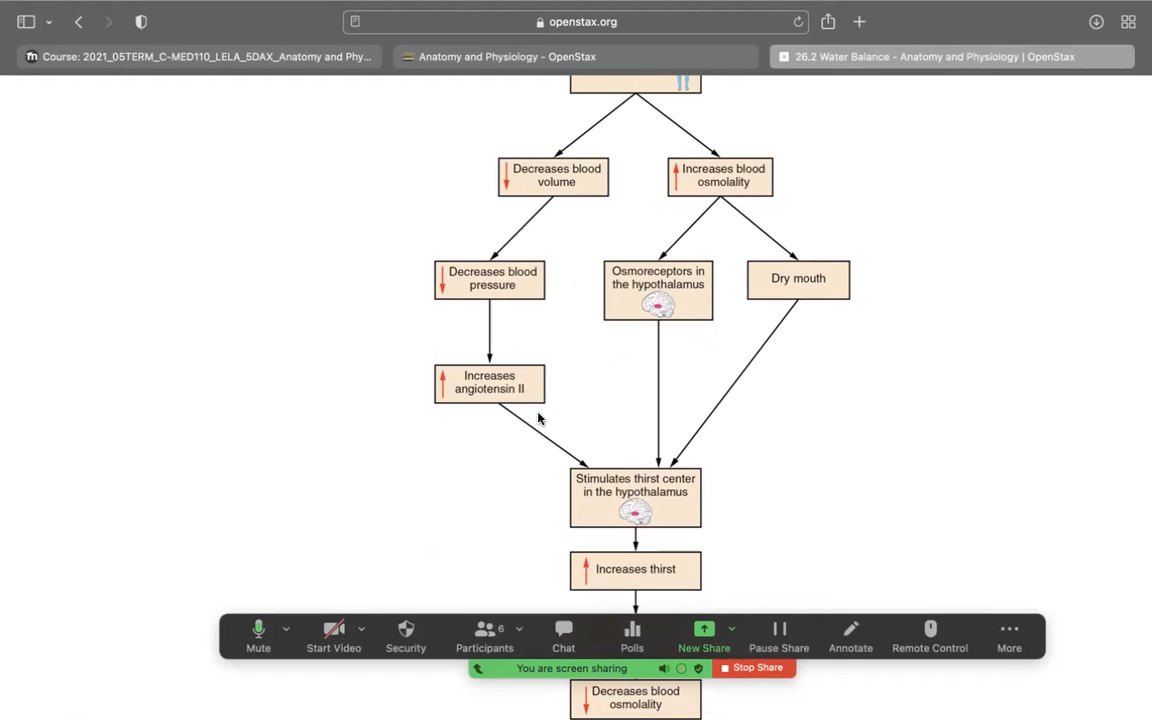 openstax.org
Course: 2021_05TERM_C-MED110_LELA_5DAX_Anatomy and Phy...
Anatomy and Physiology - OpenStax
26.2 Water Balance - Anatomy and Physiology | OpenStax
Decreases blood
volume
Increases blood
osmolality
Decreases blood
pressure
Osmoreceptors in
the hypothalamus
Dry mouth
Increases
angiotensin II
Stimulates thirst center
in the hypothalamus
Increases thirst
6
Mute
Start Video
Security
Participants
Chat
Polls
New Share
Pause Share
Annotate
Remote Control
More
You are screen sharing
Stop Share
Decreases blood
osmolality